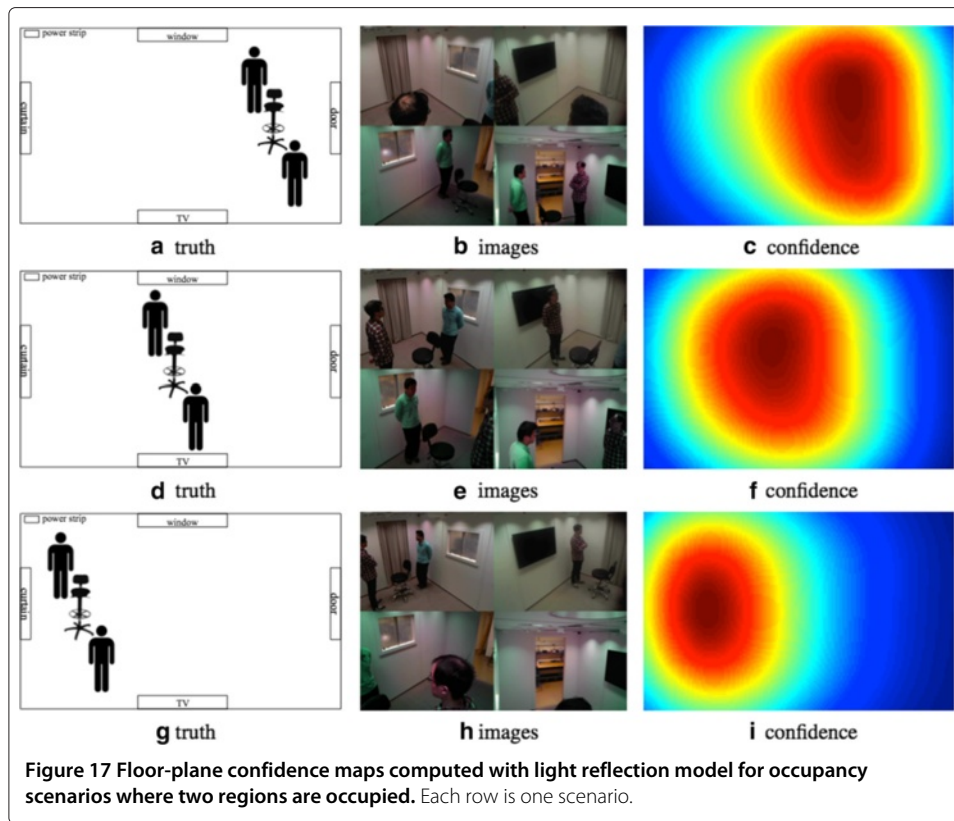 power strip
window
curtain
door
TV
a truth
b images
c confidence
power strip
window
curtain
door
TV
d truth
e images
f confidence
power strip
window
curtain
door
TV
g truth
h images
i confidence
Figure 17 Floor-plane confidence maps computed with light reflection model for occupancy
scenarios where two regions are occupied. Each row is one scenario.